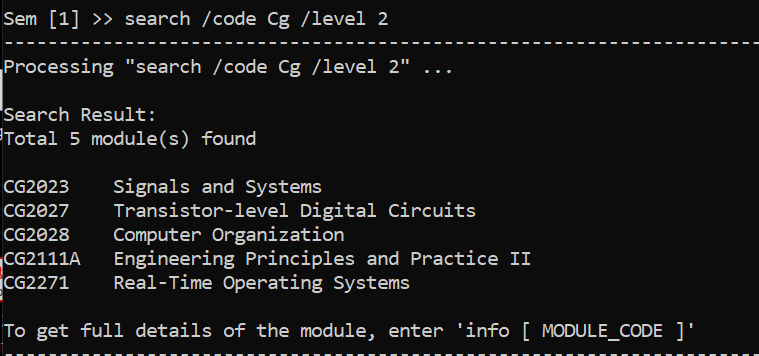 Sem [1] >> search /code Cg /level 2
-----------------------------------------------------------------------
Processing "search /code Cg /level 2" ...
Search Result:
Total 5 module(s) found
CG2023 Signals and Systems
CG2027 Transistor-level Digital Circuits
CG2028 Computer Organization
CG2111A Engineering Principles and Practice II
CG2271 Real-Time Operating Systems
To get full details of the module, enter 'info [ MODULE_CODE ]'
-----------------------------------------------------------------------